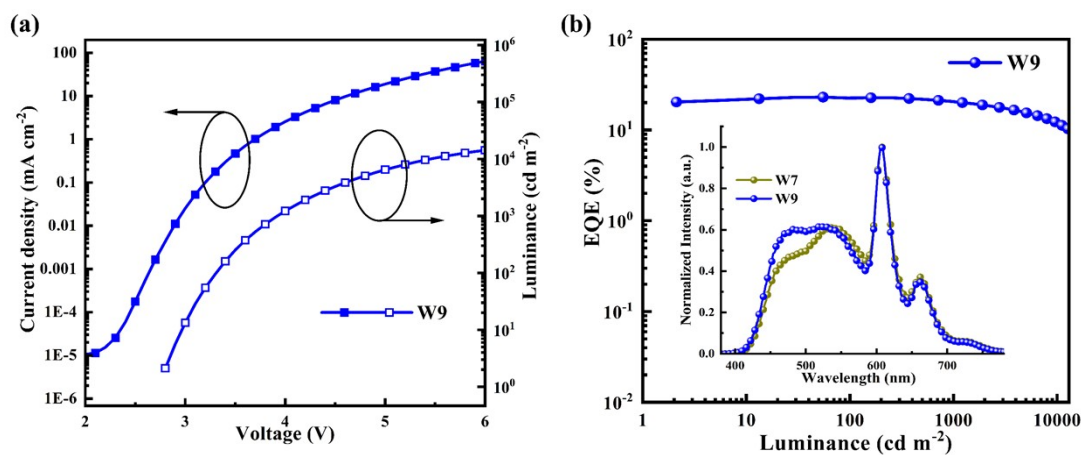 (a)
Current density (mA cm⁻²)
100
10
1
0.1
0.01
0.001
1E-4
1E-5
1E-6
2
3
4
5
6
Voltage (V)
10⁶
10⁵
10⁴
10³
10²
10¹
10⁰
Luminance (cd m⁻²)
W9
(b)
EQE (%)
10²
10¹
10⁰
10⁻¹
10⁻²
1
10
100
1000
10000
Luminance (cd m⁻²)
W9
Normalized Intensity (a.u.)
1.0
0.8
0.6
0.4
0.2
0.0
400
500
600
700
Wavelength (nm)
W7
W9